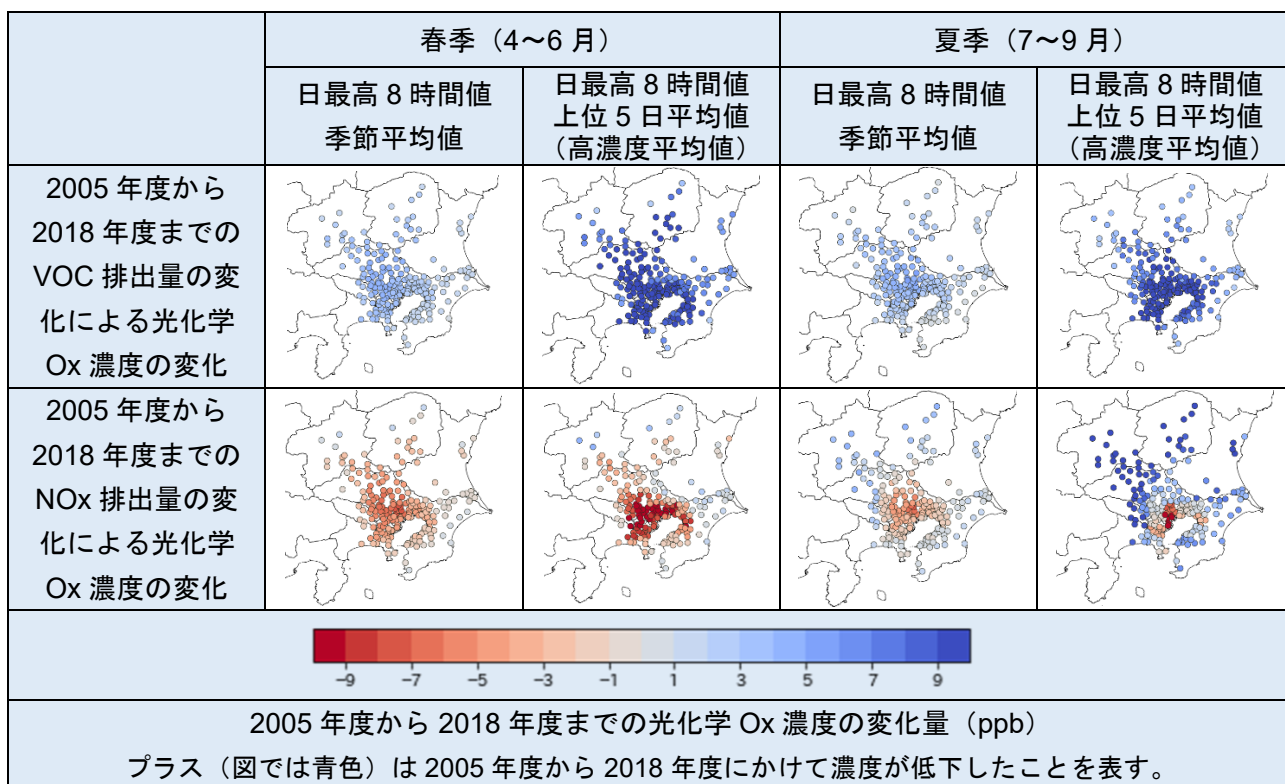 春季（4～6 月）
夏季（7～9 月）
日最高 8 時間値
季節平均値
日最高 8 時間値
上位 5 日平均値
（高濃度平均値）
日最高 8 時間値
季節平均値
日最高 8 時間値
上位 5 日平均値
（高濃度平均値）
2005 年度から
2018 年度までの
VOC 排出量の変
化による光化学
Ox 濃度の変化
2005 年度から
2018 年度までの
NOx 排出量の変
化による光化学
Ox 濃度の変化
−9 −7 −5 −3 −1 1 3 5 7 9
2005 年度から 2018 年度までの光化学 Ox 濃度の変化量（ppb）
プラス（図では青色）は 2005 年度から 2018 年度にかけて濃度が低下したことを表す。